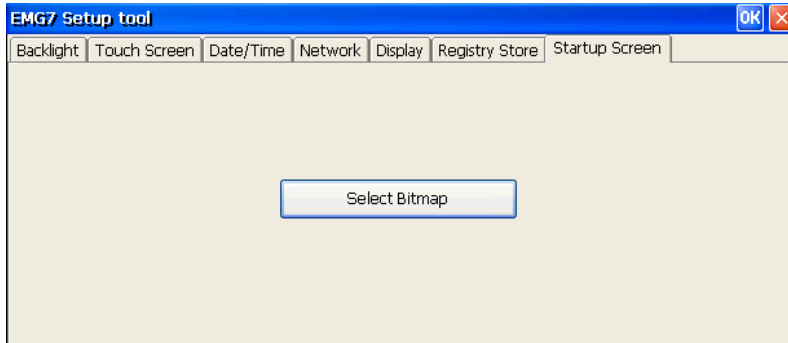 EMG7 Setup tool OK
Backlight Touch Screen Date/Time Network Display Registry Store Startup Screen
Select Bitmap